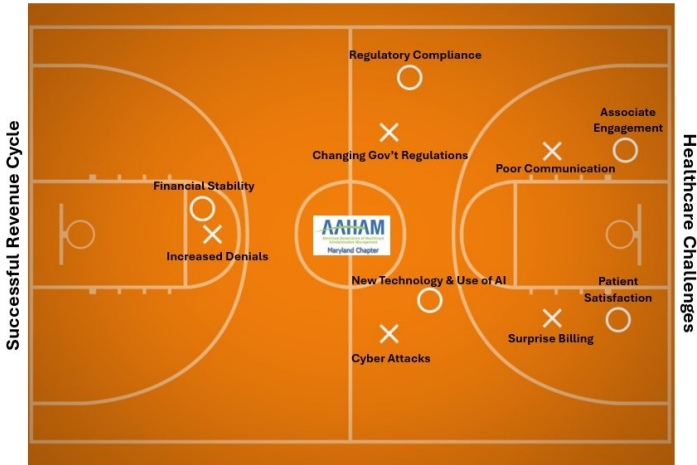 Regulatory Compliance
Changing Gov't Regulations
Associate
Engagement
Poor Communication
Successful Revenue Cycle
Financial Stability
Increased Denials
AAHAM
Maryland Chapter
Healthcare Challenges
New Technology & Use of AI
Cyber Attacks
Patient
Satisfaction
Surprise Billing